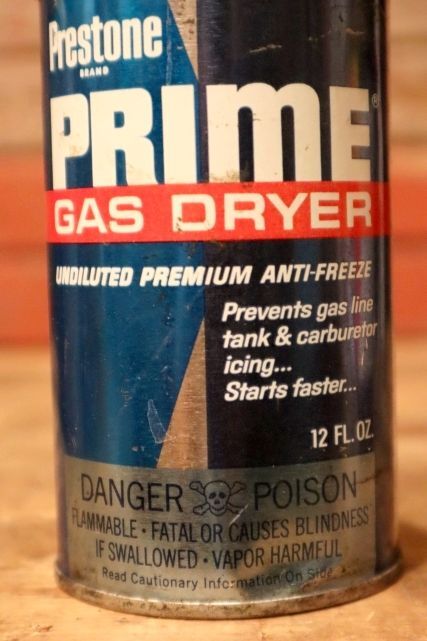 Prestone
BRAND
PRIME®
GAS DRYER
UNDILUTED PREMIUM ANTI-FREEZE
Prevents gas line
tank & carburetor
icing...
Starts faster...
12 FL. OZ.
DANGER POISON
FLAMMABLE • FATAL OR CAUSES BLINDNESS
IF SWALLOWED • VAPOR HARMFUL
Read Cautionary Information On Side